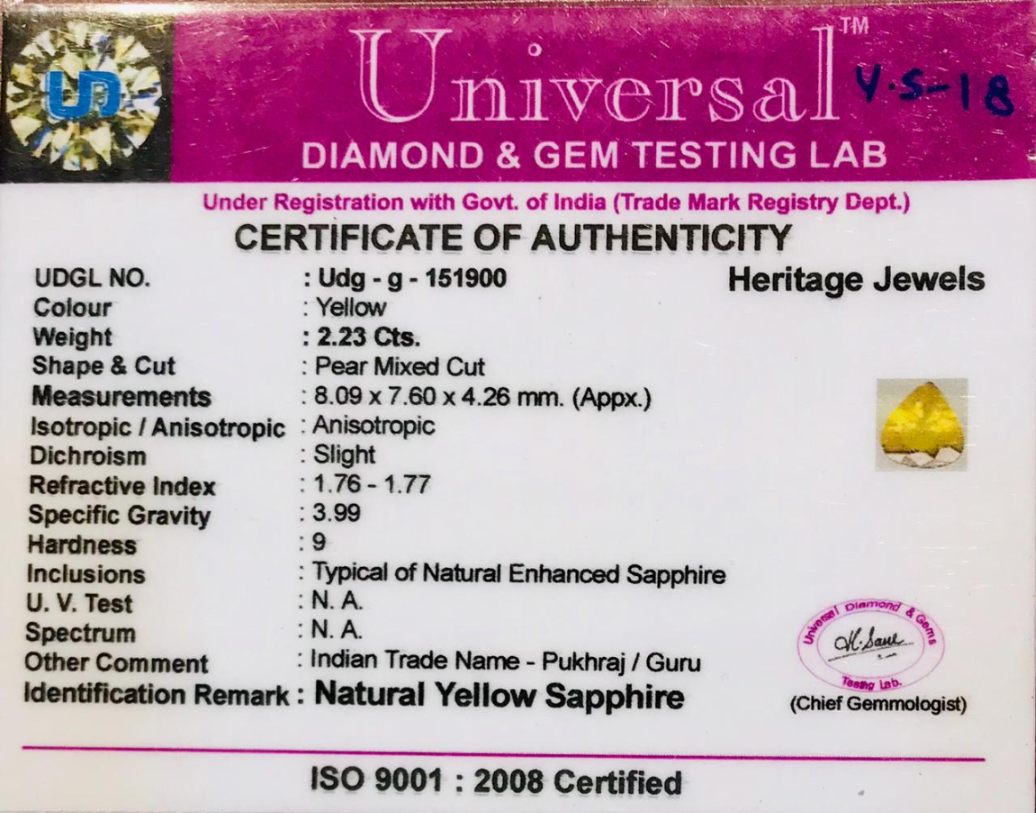 UD
Universal™
Y.S-18
DIAMOND & GEM TESTING LAB
Under Registration with Govt. of India (Trade Mark Registry Dept.)
CERTIFICATE OF AUTHENTICITY
Heritage Jewels
UDGL NO. : Udg - g - 151900
Colour : Yellow
Weight : 2.23 Cts.
Shape & Cut : Pear Mixed Cut
Measurements : 8.09 x 7.60 x 4.26 mm. (Appx.)
Isotropic / Anisotropic : Anisotropic
Dichroism : Slight
Refractive Index : 1.76 - 1.77
Specific Gravity : 3.99
Hardness : 9
Inclusions : Typical of Natural Enhanced Sapphire
U. V. Test : N. A.
Spectrum : N. A.
Other Comment : Indian Trade Name - Pukhraj / Guru
Identification Remark : Natural Yellow Sapphire
Universal Diamond & Gems
Testing Lab.
(Chief Gemmologist)
ISO 9001 : 2008 Certified